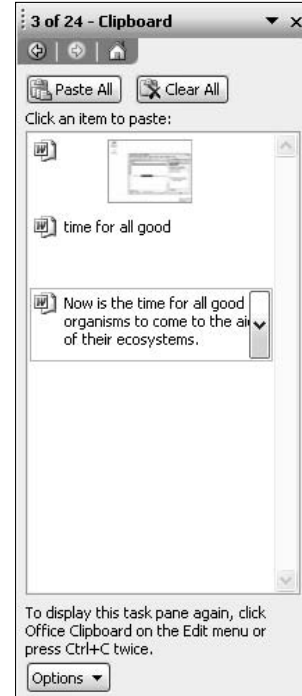 3 of 24 - Clipboard
Paste All Clear All
Click an item to paste:
time for all good
Now is the time for all good
organisms to come to the aid
of their ecosystems.
To display this task pane again, click
Office Clipboard on the Edit menu or
press Ctrl+C twice.
Options